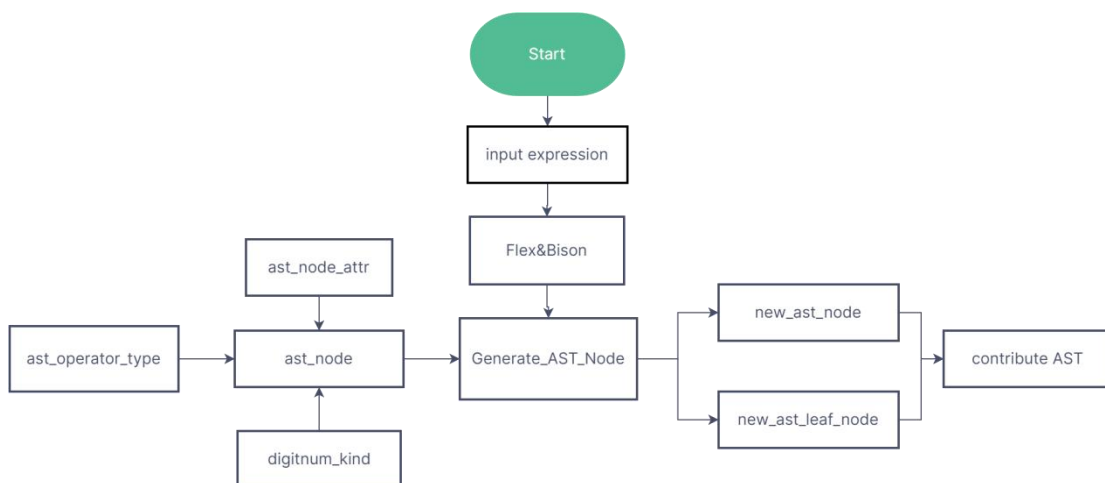 Start
input expression
Flex&Bison
ast_node_attr
new_ast_node
ast_operator_type
ast_node
Generate_AST_Node
contribute AST
new_ast_leaf_node
digitnum_kind